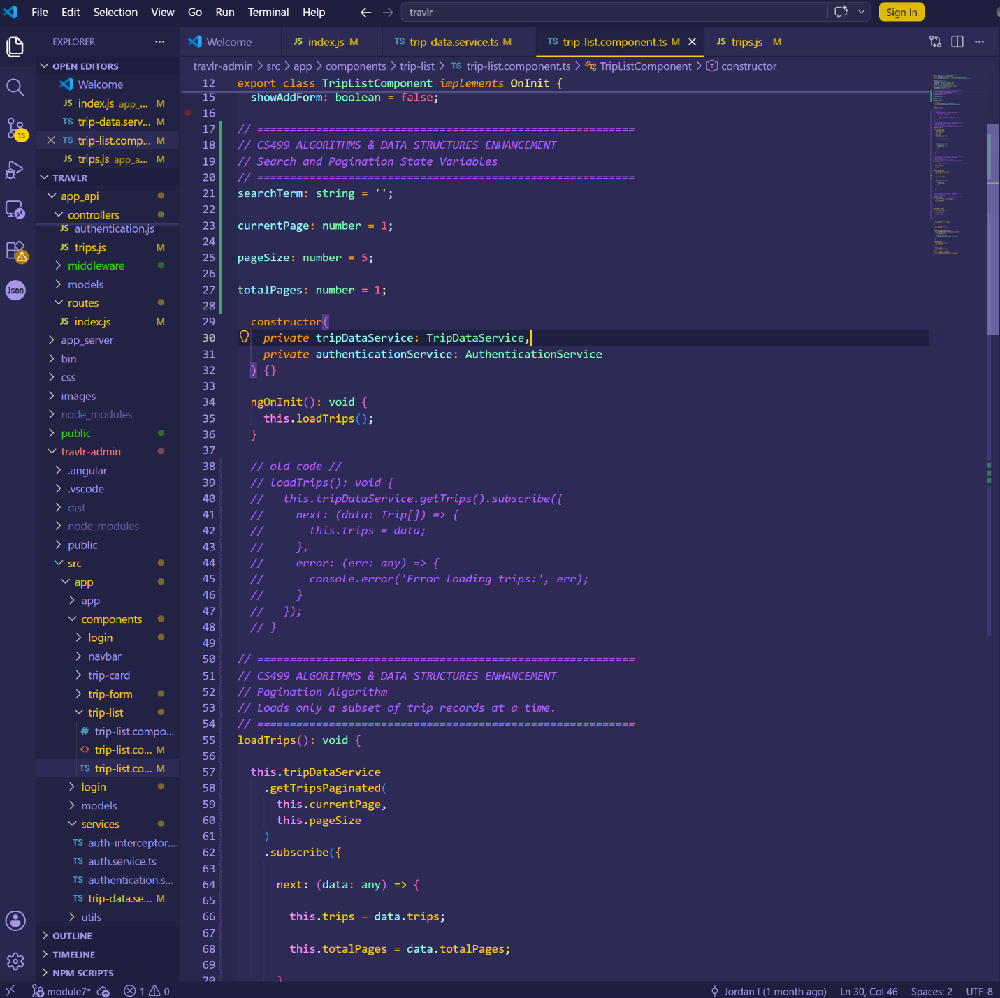 File Edit Selection View Go Run Terminal Help
travlr
Sign In
EXPLORER
Welcome
JS index.js M
TS trip-data.service.ts M
TS trip-list.component.ts M
JS trips.js M
travlr-admin > src > app > components > trip-list > TS trip-list.component.ts > TripListComponent > constructor
OPEN EDITORS
Welcome
JS index.js app_... M
TS trip-data.serv... M
TS trip-list.comp... M
JS trips.js app_a... M
TRAVLR
app_api
controllers
JS authentication.js
JS trips.js M
middleware
models
routes
JS index.js M
app_server
bin
css
images
node_modules
public
travlr-admin
.angular
.vscode
dist
node_modules
public
src
app
app
components
login
navbar
trip-card
trip-form
trip-list
# trip-list.compo...
<> trip-list.co... M
TS trip-list.co... M
login
models
services
TS auth-interceptor....
TS auth.service.ts
TS authentication.s...
TS trip-data.se... M
utils
OUTLINE
TIMELINE
NPM SCRIPTS
15
Json
12 export class TripListComponent implements OnInit {
15 showAddForm: boolean = false;
16
17 // ==========================================================
18 // CS499 ALGORITHMS & DATA STRUCTURES ENHANCEMENT
19 // Search and Pagination State Variables
20 // ==========================================================
21 searchTerm: string = '';
22
23 currentPage: number = 1;
24
25 pageSize: number = 5;
26
27 totalPages: number = 1;
28
29 constructor(
30 private tripDataService: TripDataService,
31 private authenticationService: AuthenticationService
32 ) {}
33
34 ngOnInit(): void {
35 this.loadTrips();
36 }
37
38 // old code //
39 // loadTrips(): void {
40 // this.tripDataService.getTrips().subscribe({
41 // next: (data: Trip[]) => {
42 // this.trips = data;
43 // },
44 // error: (err: any) => {
45 // console.error('Error loading trips:', err);
46 // }
47 // });
48 // }
49
50 // ==========================================================
51 // CS499 ALGORITHMS & DATA STRUCTURES ENHANCEMENT
52 // Pagination Algorithm
53 // Loads only a subset of trip records at a time.
54 // ==========================================================
55 loadTrips(): void {
56
57 this.tripDataService
58 .getTripsPaginated(
59 this.currentPage,
60 this.pageSize
61 )
62 .subscribe({
63
64 next: (data: any) => {
65
66 this.trips = data.trips;
67
68 this.totalPages = data.totalPages;
69
70 }
module7* 1 0
Jordan I (1 month ago) Ln 30, Col 46 Spaces: 2 UTF-8